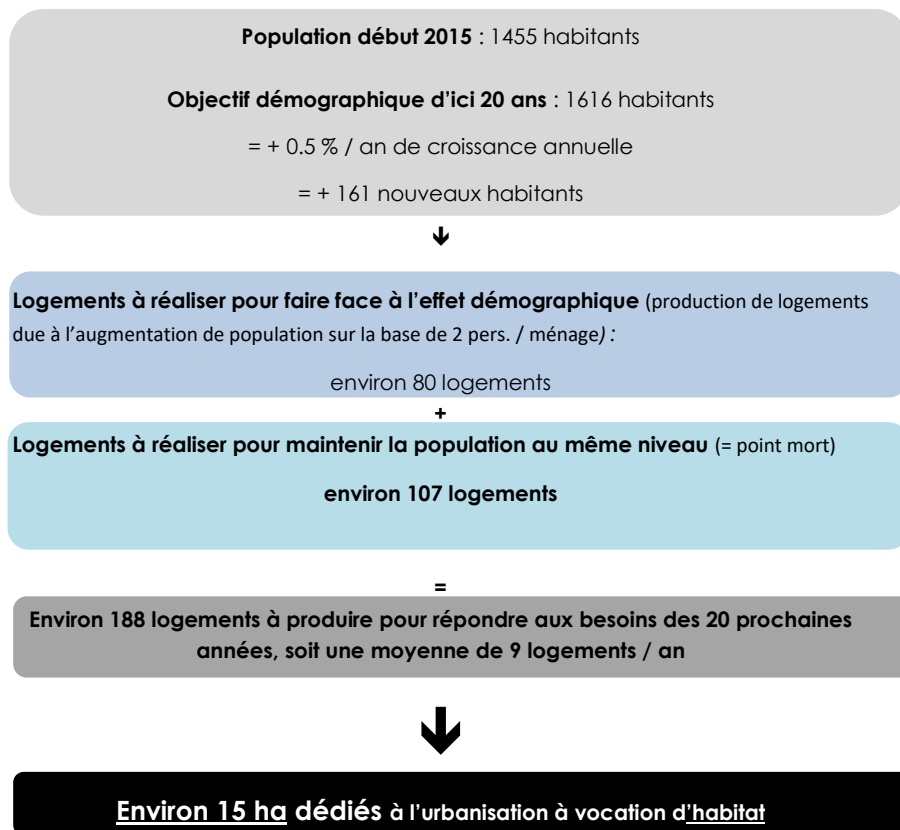 Population début 2015 : 1455 habitants
Objectif démographique d'ici 20 ans : 1616 habitants
= + 0.5 % / an de croissance annuelle
= + 161 nouveaux habitants
Logements à réaliser pour faire face à l'effet démographique (production de logements
due à l'augmentation de population sur la base de 2 pers. / ménage) :
environ 80 logements
+
Logements à réaliser pour maintenir la population au même niveau (= point mort)
environ 107 logements
=
Environ 188 logements à produire pour répondre aux besoins des 20 prochaines
années, soit une moyenne de 9 logements / an
Environ 15 ha dédiés à l'urbanisation à vocation d'habitat